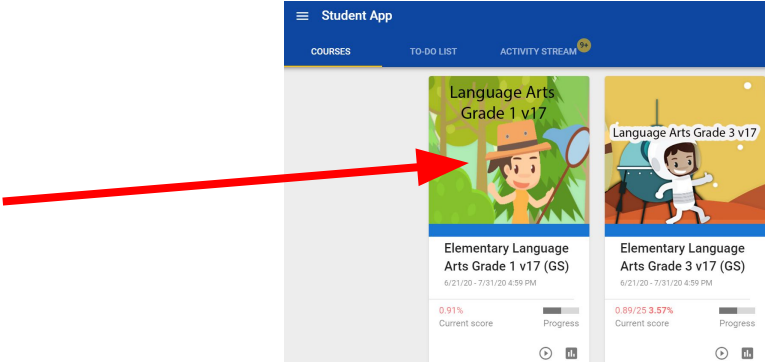 Student App
COURSES TO-DO LIST ACTIVITY STREAM 9+
Language Arts
Grade 1 v17
Language Arts Grade 3 v17
Elementary Language
Arts Grade 1 v17 (GS)
6/21/20 - 7/31/20 4:59 PM
0.91%
Current score Progress
Elementary Language
Arts Grade 3 v17 (GS)
6/21/20 - 7/31/20 4:59 PM
0.89/25 3.57%
Current score Progress